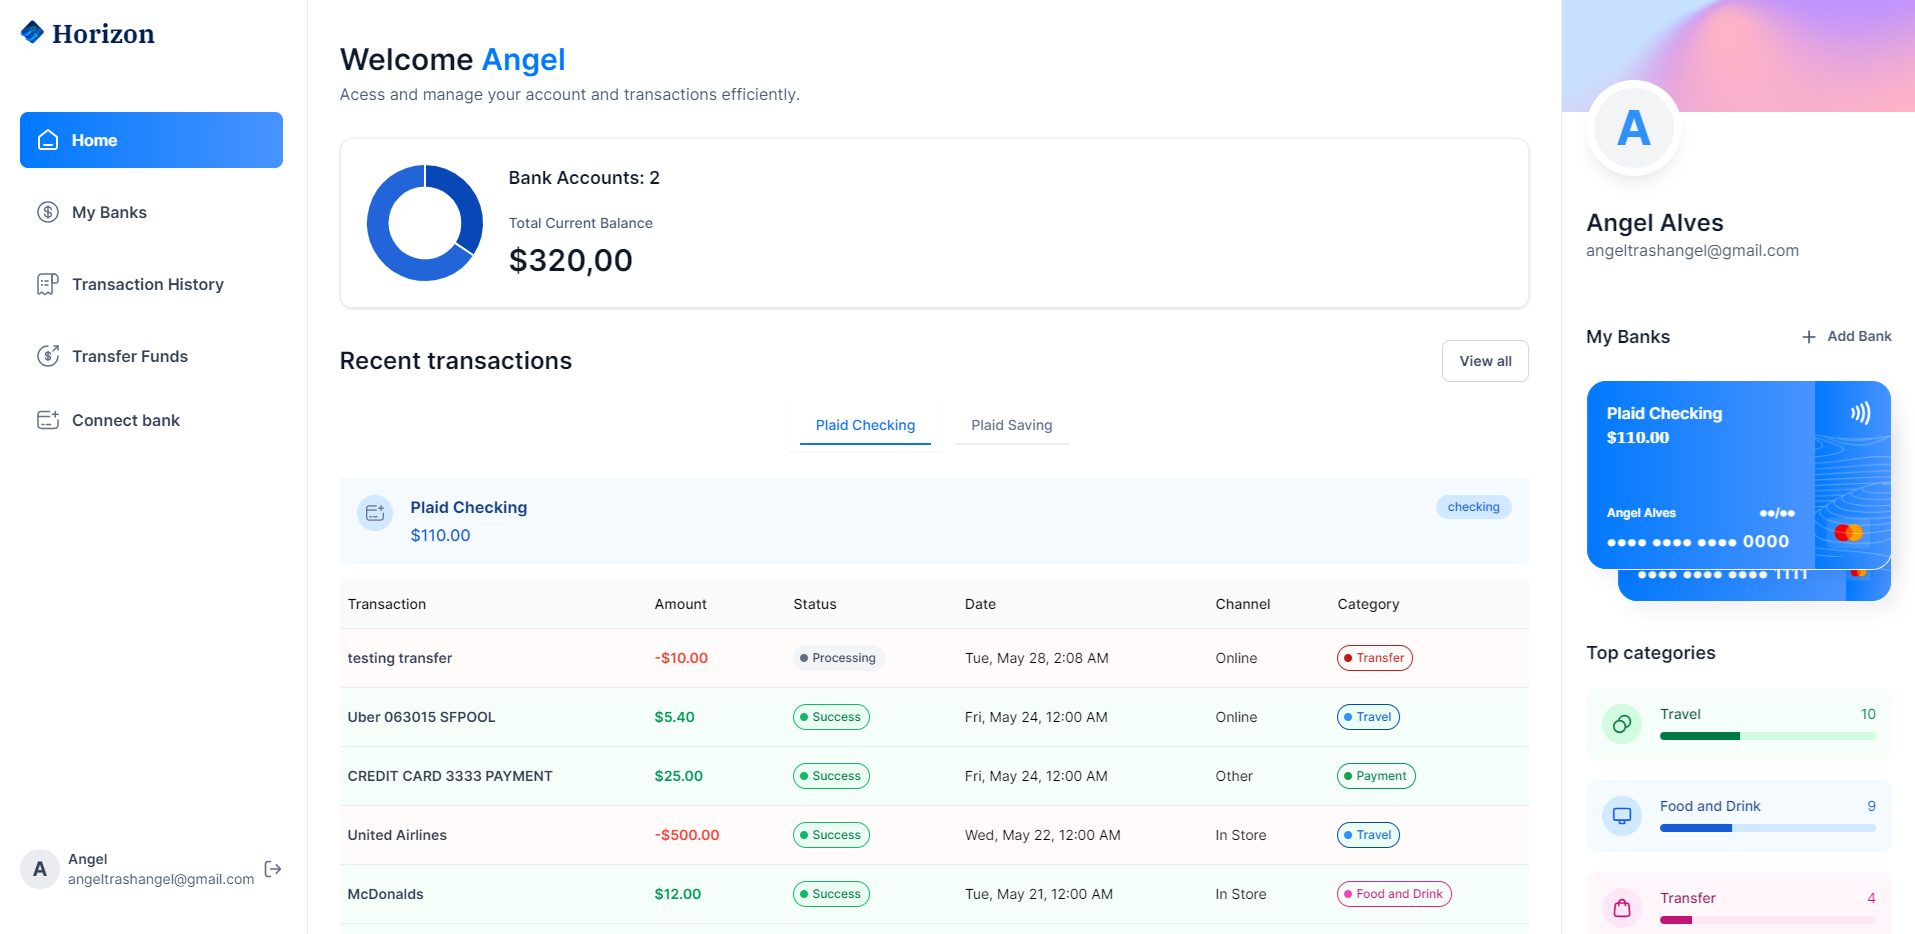 Horizon
Home
My Banks
Transaction History
Transfer Funds
Connect bank
A
Angel
angeltrashangel@gmail.com
Welcome Angel
Acess and manage your account and transactions efficiently.
Bank Accounts: 2
Total Current Balance
$320,00
Recent transactions
View all
Plaid Checking Plaid Saving
Plaid Checking
$110.00
checking
Transaction Amount Status Date Channel Category
testing transfer -$10.00 Processing Tue, May 28, 2:08 AM Online Transfer
Uber 063015 SFPOOL $5.40 Success Fri, May 24, 12:00 AM Online Travel
CREDIT CARD 3333 PAYMENT $25.00 Success Fri, May 24, 12:00 AM Other Payment
United Airlines -$500.00 Success Wed, May 22, 12:00 AM In Store Travel
McDonalds $12.00 Success Tue, May 21, 12:00 AM In Store Food and Drink
A
Angel Alves
angeltrashangel@gmail.com
My Banks
Add Bank
Plaid Checking
$110.00
Angel Alves ●●/●●
●●●● ●●●● ●●●● 0000
●●●● ●●●● ●●●● 1111
Top categories
Travel 10
Food and Drink 9
Transfer 4